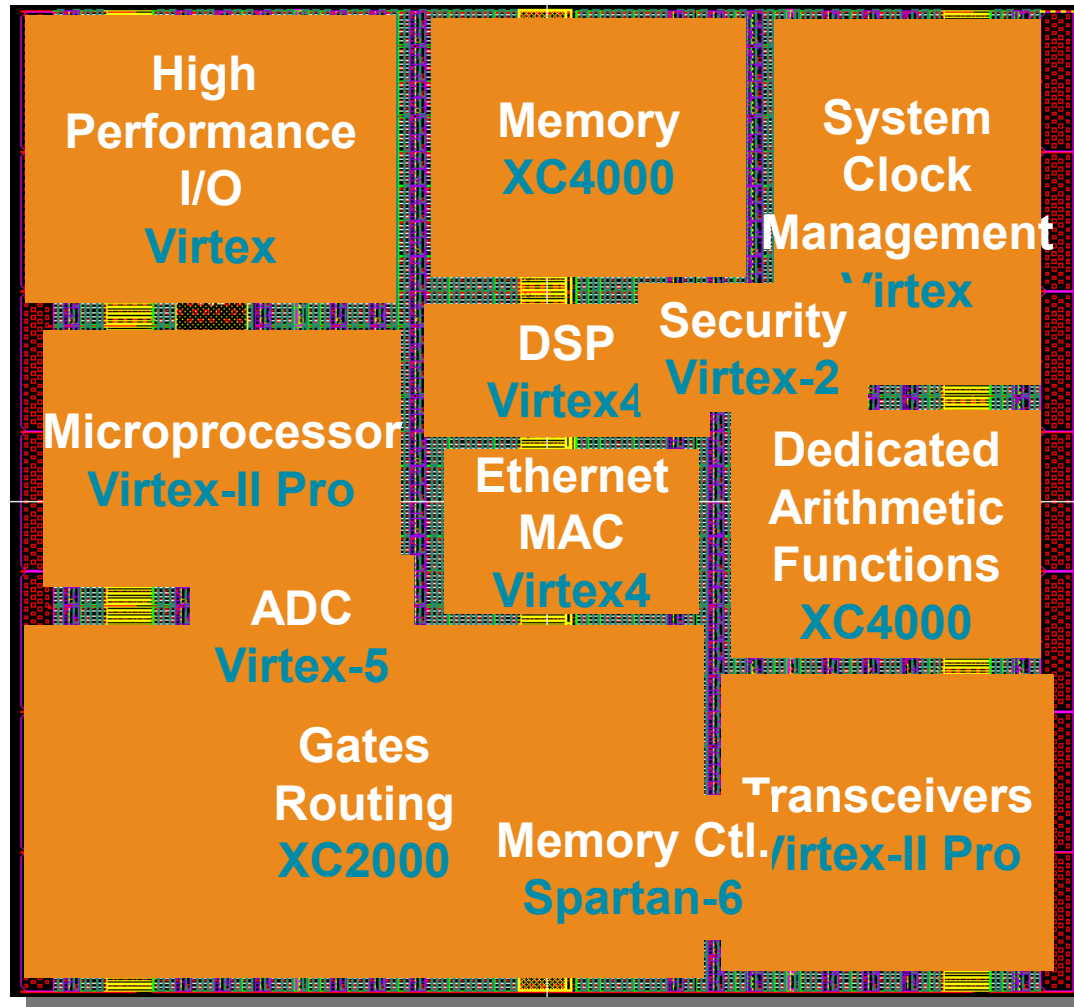 High
Performance
I/O
Virtex
Memory
XC4000
System
Clock
Management
Virtex
DSP
Virtex4
Security
Virtex-2
Microprocessor
Virtex-II Pro
Ethernet
MAC
Virtex4
Dedicated
Arithmetic
Functions
XC4000
ADC
Virtex-5
Gates
Routing
XC2000
Memory Ctl.
Spartan-6
Transceivers
Virtex-II Pro